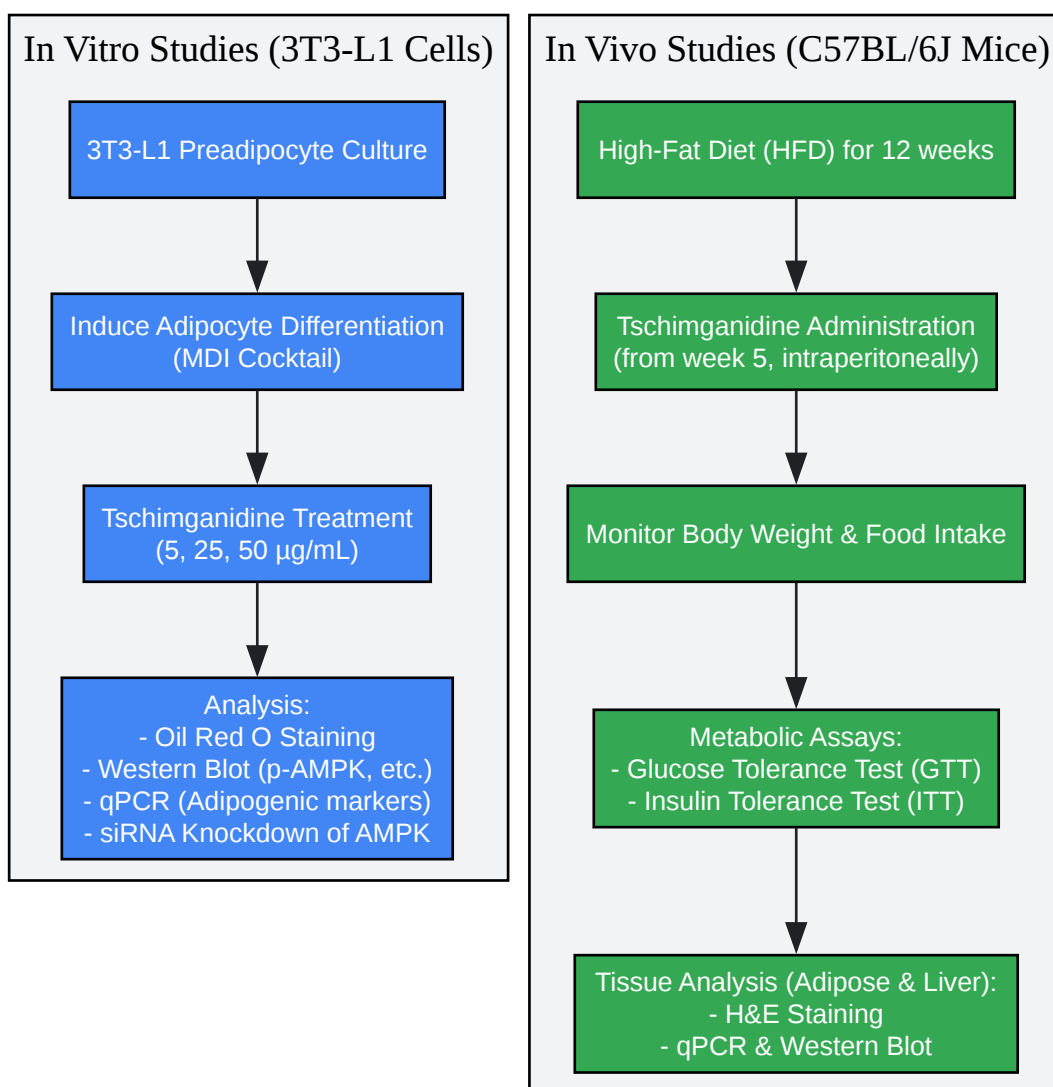 In Vitro Studies (3T3-L1 Cells)
3T3-L1 Preadipocyte Culture
Induce Adipocyte Differentiation
(MDI Cocktail)
Tschimganidine Treatment
(5, 25, 50 µg/mL)
Analysis:
- Oil Red O Staining
- Western Blot (p-AMPK, etc.)
- qPCR (Adipogenic markers)
- siRNA Knockdown of AMPK
In Vivo Studies (C57BL/6J Mice)
High-Fat Diet (HFD) for 12 weeks
Tschimganidine Administration
(from week 5, intraperitoneally)
Monitor Body Weight & Food Intake
Metabolic Assays:
- Glucose Tolerance Test (GTT)
- Insulin Tolerance Test (ITT)
Tissue Analysis (Adipose & Liver):
- H&E Staining
- qPCR & Western Blot